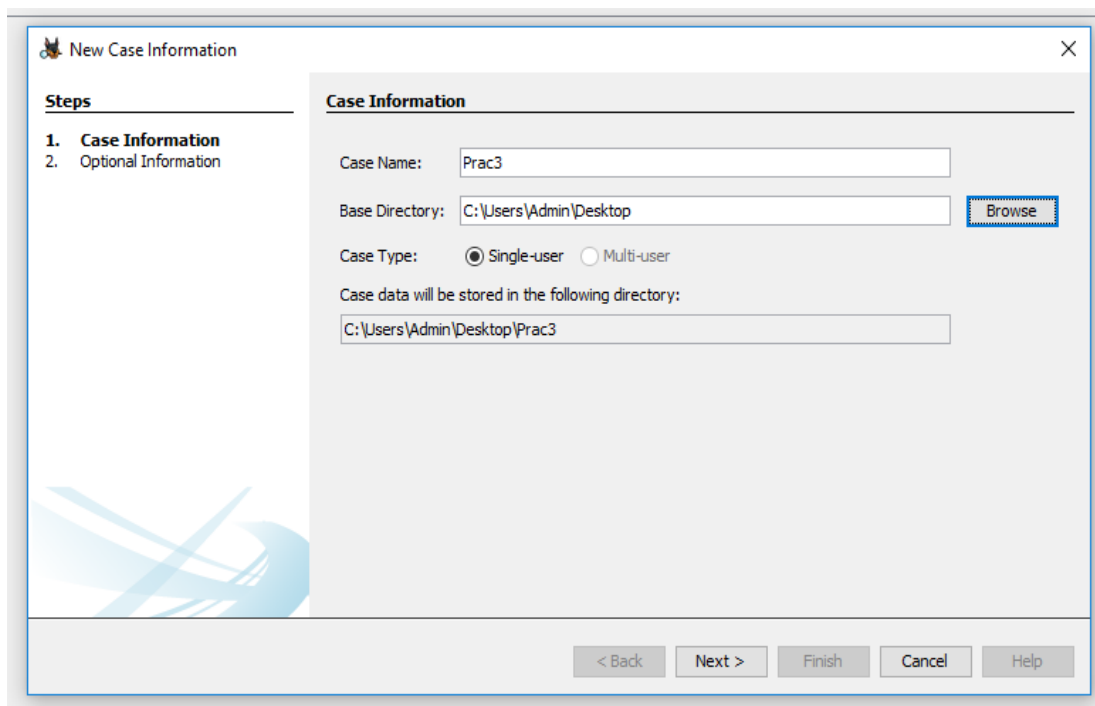 New Case Information
Steps
1. Case Information
2. Optional Information
Case Information
Case Name: Prac3
Base Directory: C:\Users\Admin\Desktop Browse
Case Type: Single-user Multi-user
Case data will be stored in the following directory:
C:\Users\Admin\Desktop\Prac3
< Back Next > Finish Cancel Help